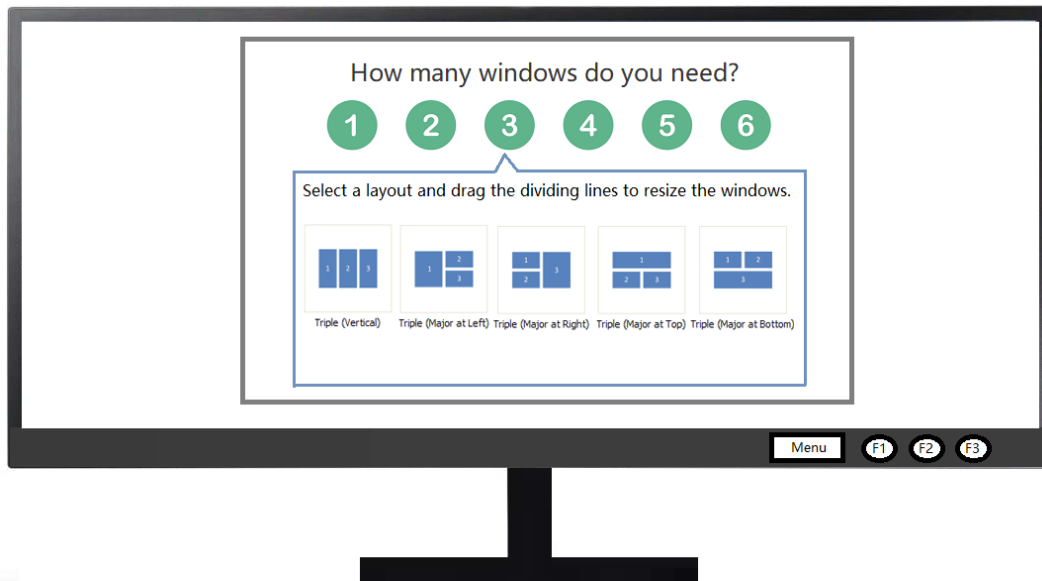 How many windows do you need?
1 2 3 4 5 6
Select a layout and drag the dividing lines to resize the windows.
1 2 3
1 2 3
1 2 3
1 2 3
1 2 3
Triple (Vertical) Triple (Major at Left) Triple (Major at Right) Triple (Major at Top) Triple (Major at Bottom)
Menu F1 F2 F3